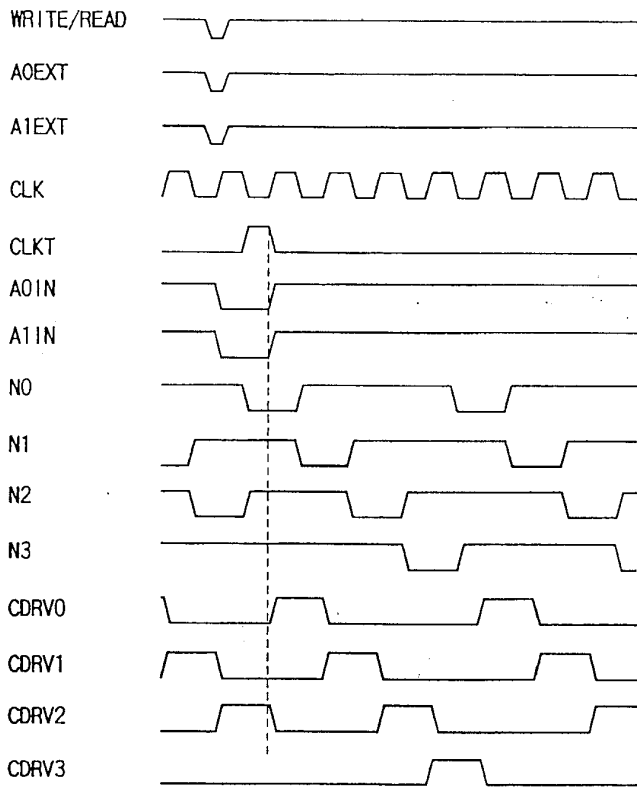 WRITE/READ
A0EXT
A1EXT
CLK
CLKT
A0IN
A1IN
N0
N1
N2
N3
CDRV0
CDRV1
CDRV2
CDRV3